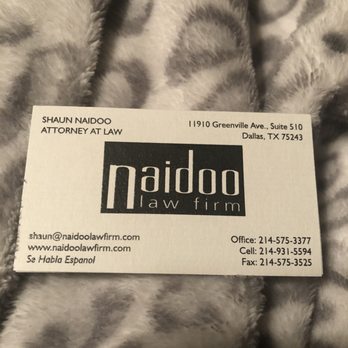 SHAUN NAIDOO
ATTORNEY AT LAW
11910 Greenville Ave., Suite 510
Dallas, TX 75243
naidoo
law firm
shaun@naidoolawfirm.com
www.naidoolawfirm.com
Se Habla Espanol
Office: 214-575-3377
Cell: 214-931-5594
Fax: 214-575-3525